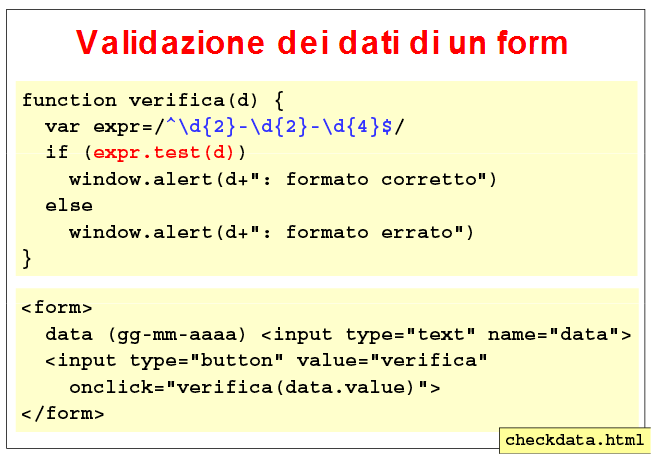 Validazione dei dati di un form
function verifica(d) {
  var expr=/^\d{2}-\d{2}-\d{4}$/
  if (expr.test(d))
    window.alert(d+": formato corretto")
  else
    window.alert(d+": formato errato")
}
<form>
  data (gg-mm-aaaa) <input type="text" name="data">
  <input type="button" value="verifica"
    onclick="verifica(data.value)">
</form>
checkdata.html